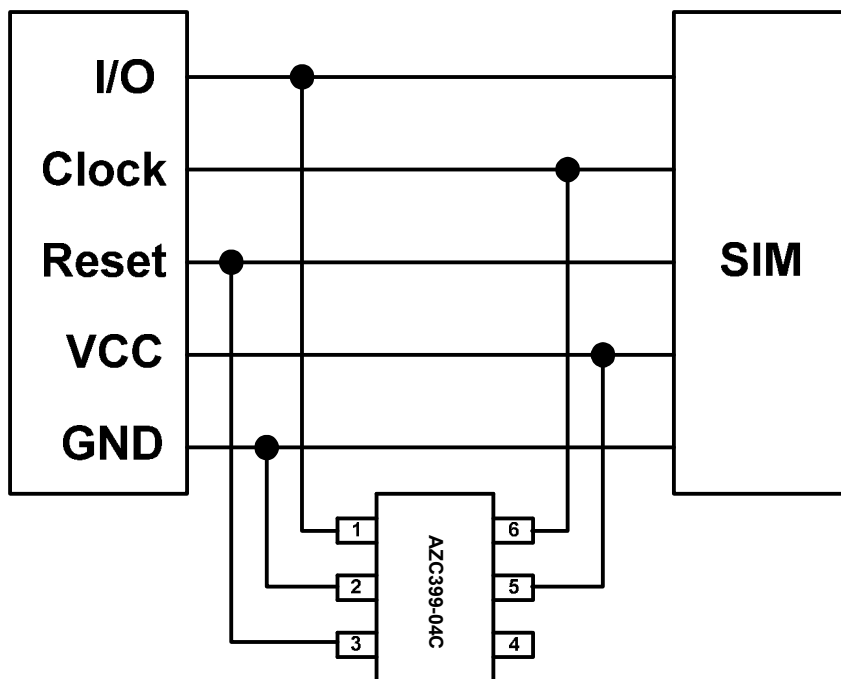 I/O
Clock
Reset
VCC
GND
SIM
AZC399-04C
1
2
3
6
5
4